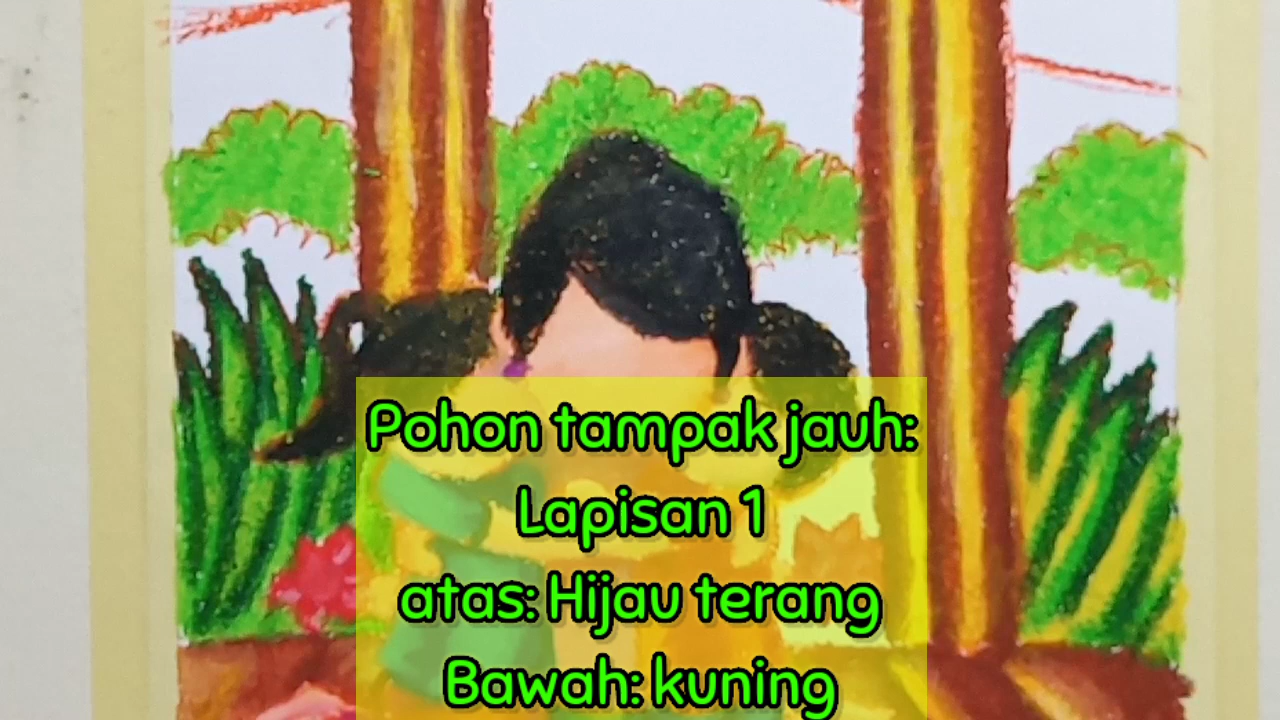 Pohon tampak jauh:
Lapisan 1
atas: Hijau terang
Bawah: kuning